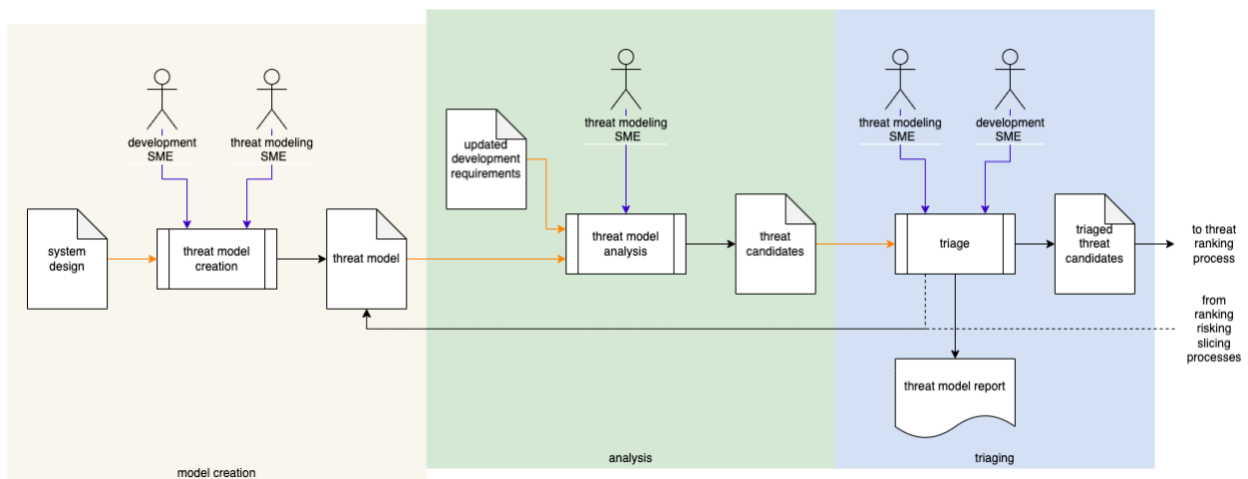 development
SME
threat modeling
SME
system
design
threat model
creation
threat model
model creation
updated
development
requirements
threat modeling
SME
threat model
analysis
threat
candidates
analysis
threat modeling
SME
development
SME
triage
triaged
threat
candidates
threat model report
triaging
to threat
ranking
process
from
ranking
risking
slicing
processes